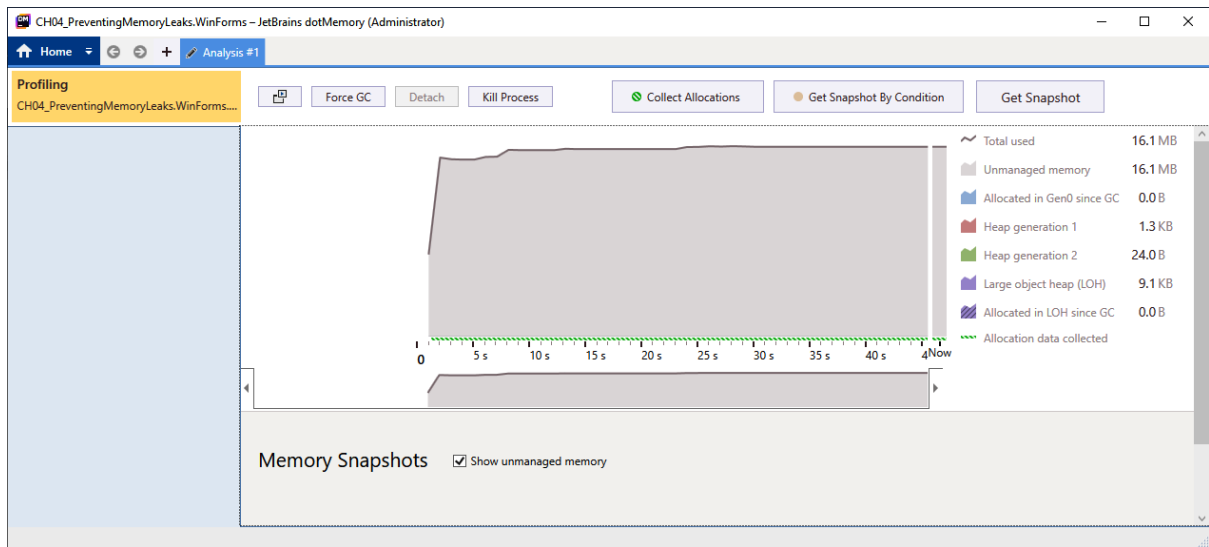 CH04_PreventingMemoryLeaks.WinForms – JetBrains dotMemory (Administrator)
Home
Analysis #1
Profiling
CH04_PreventingMemoryLeaks.WinForms....
Force GC
Detach
Kill Process
Collect Allocations
Get Snapshot By Condition
Get Snapshot
Total used 16.1 MB
Unmanaged memory 16.1 MB
Allocated in Gen0 since GC 0.0 B
Heap generation 1 1.3 KB
Heap generation 2 24.0 B
Large object heap (LOH) 9.1 KB
Allocated in LOH since GC 0.0 B
Allocation data collected
0 5 s 10 s 15 s 20 s 25 s 30 s 35 s 40 s 4 Now
Memory Snapshots
Show unmanaged memory